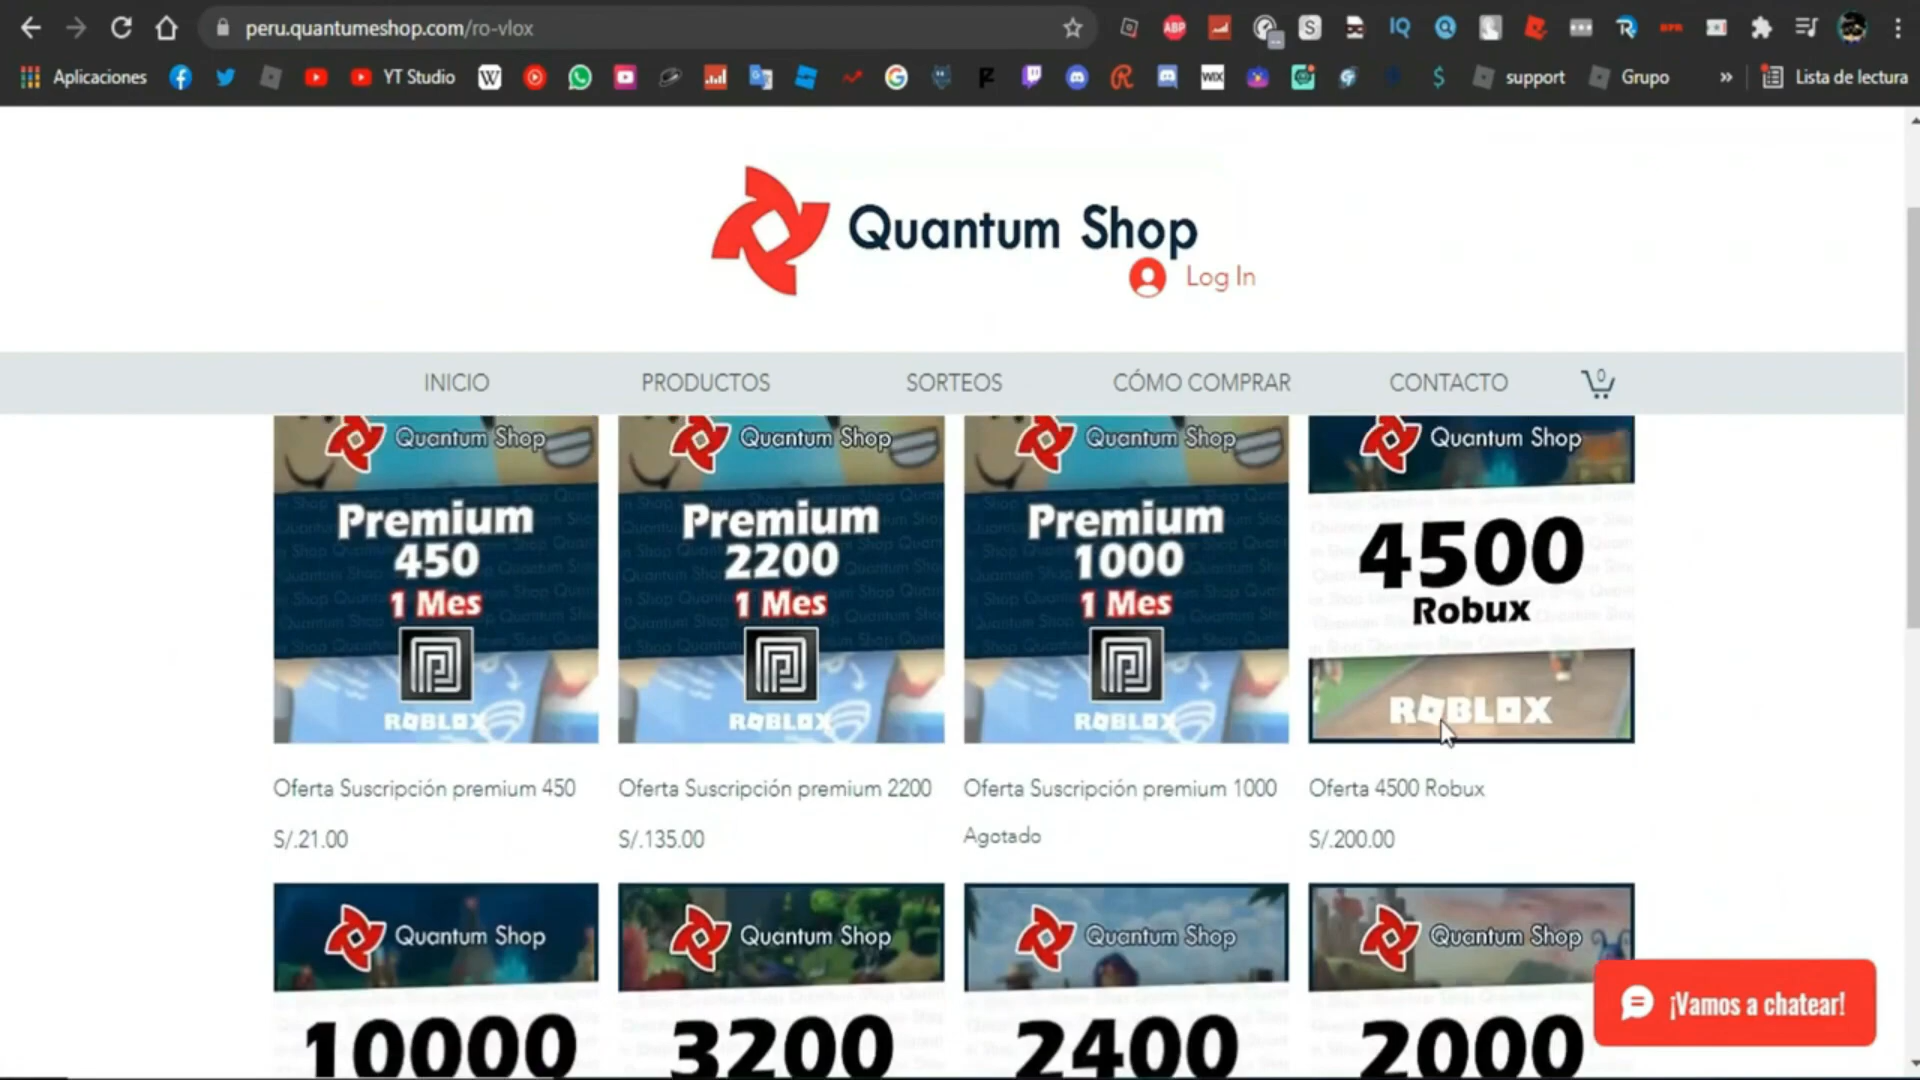 peru.quantumeshop.com/ro-vlox
ABP
S
IQ
Aplicaciones
YT Studio
W
WIX
support
Grupo
»
Lista de lectura
Quantum Shop
Log In
INICIO
PRODUCTOS
SORTEOS
CÓMO COMPRAR
CONTACTO
0
Quantum Shop
Quantum Shop
Quantum Shop
Quantum Shop
Premium
450
1 Mes
ROBLOX
Premium
2200
1 Mes
ROBLOX
Premium
1000
1 Mes
ROBLOX
4500
Robux
ROBLOX
Oferta Suscripción premium 450
S/.21.00
Oferta Suscripción premium 2200
S/.135.00
Oferta Suscripción premium 1000
Agotado
Oferta 4500 Robux
S/.200.00
Quantum Shop
Quantum Shop
Quantum Shop
Quantum Shop
10000
3200
2400
2000
¡Vamos a chatear!